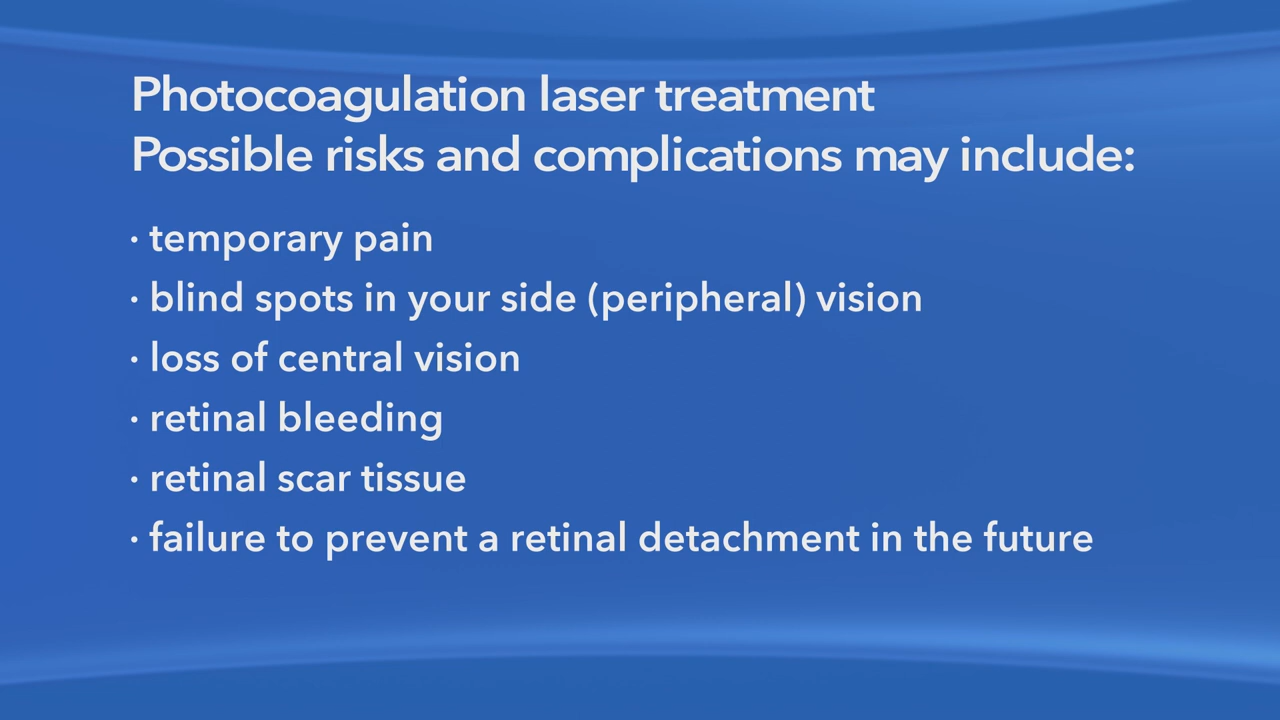 Photocoagulation laser treatment
Possible risks and complications may include:
· temporary pain
· blind spots in your side (peripheral) vision
· loss of central vision
· retinal bleeding
· retinal scar tissue
· failure to prevent a retinal detachment in the future